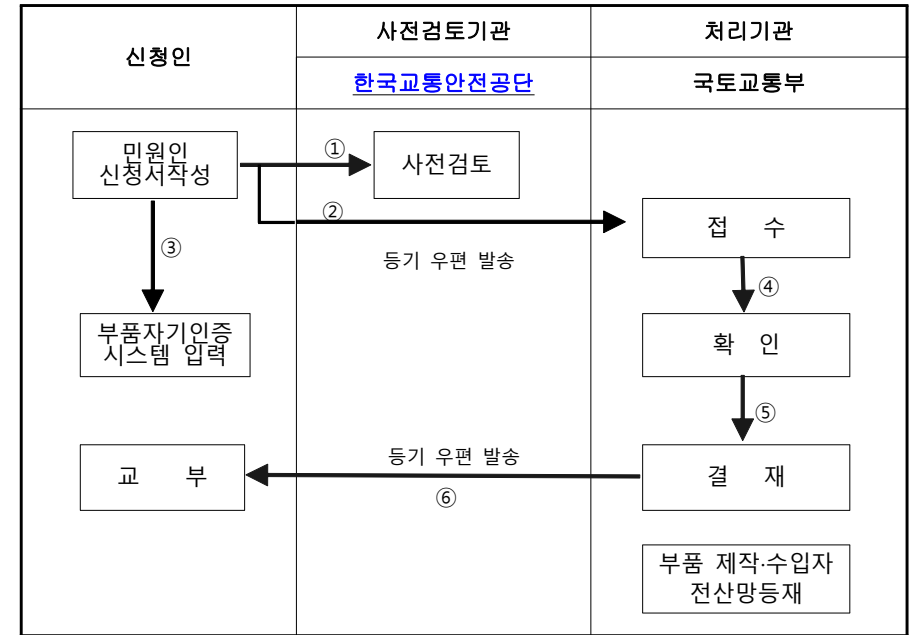 신청인
사전검토기관
처리기관
한국교통안전공단
국토교통부
민원인
신청서작성
①
사전검토
②
등기 우편 발송
접 수
③
④
부품자기인증
시스템 입력
확 인
⑤
교 부
등기 우편 발송
⑥
결 재
부품 제작·수입자
전산망등재